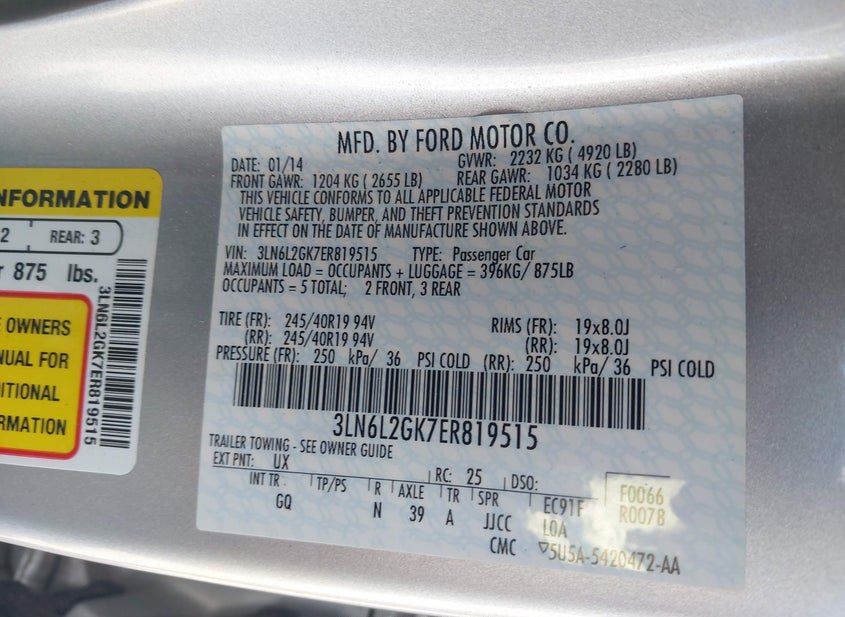 INFORMATION
2 REAR: 3
875 lbs.
OWNERS
NUAL FOR
DITIONAL
RMATION
3LN6L2GK7ER819515
MFD. BY FORD MOTOR CO.
DATE: 01/14 GVWR: 2232 KG ( 4920 LB)
FRONT GAWR: 1204 KG ( 2655 LB) REAR GAWR: 1034 KG ( 2280 LB)
THIS VEHICLE CONFORMS TO ALL APPLICABLE FEDERAL MOTOR
VEHICLE SAFETY, BUMPER, AND THEFT PREVENTION STANDARDS
IN EFFECT ON THE DATE OF MANUFACTURE SHOWN ABOVE.
VIN: 3LN6L2GK7ER819515 TYPE: Passenger Car
MAXIMUM LOAD = OCCUPANTS + LUGGAGE = 396KG/ 875LB
OCCUPANTS = 5 TOTAL; 2 FRONT, 3 REAR
TIRE (FR): 245/40R19 94V RIMS (FR): 19x8.0J
(RR): 245/40R19 94V (RR): 19x8.0J
PRESSURE (FR): 250 kPa/ 36 PSI COLD (RR): 250 kPa/ 36 PSI COLD
3LN6L2GK7ER819515
TRAILER TOWING - SEE OWNER GUIDE
EXT PNT: UX RC: 25 DSO:
INT TR TP/PS R AXLE TR SPR EC91F F0066
GQ N 39 A JJCC LOA R007B
CMC ▽5U5A-5420472-AA